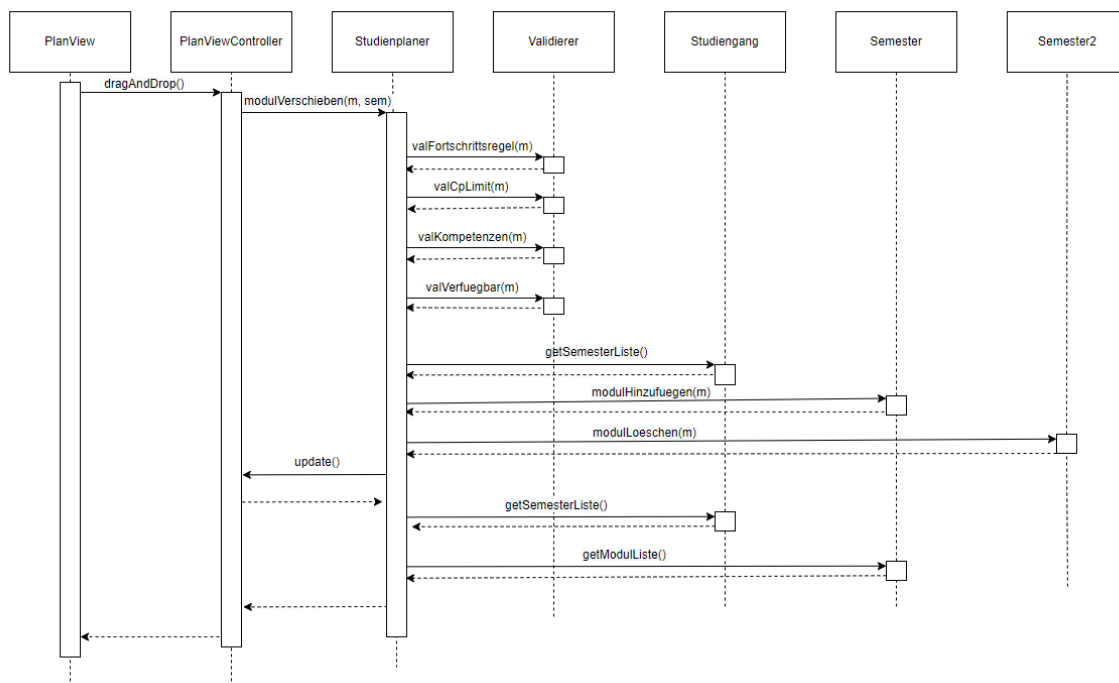 PlanView
PlanViewController
Studienplaner
Validierer
Studiengang
Semester
Semester2
dragAndDrop()
modulVerschieben(m, sem)
valFortschrittsregel(m)
valCpLimit(m)
valKompetenzen(m)
valVerfuegbar(m)
getSemesterListe()
modulHinzufuegen(m)
modulLoeschen(m)
update()
getSemesterListe()
getModulListe()